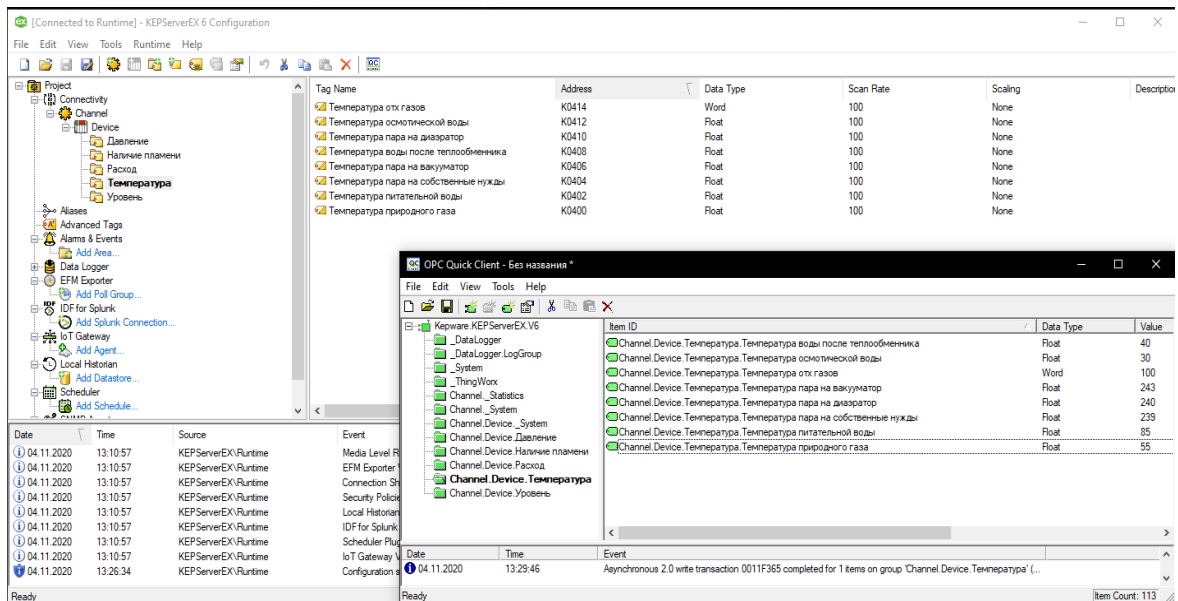 [Connected to Runtime] - KEPServerEX 6 Configuration
File Edit View Tools Runtime Help
Project
Connectivity
Channel
Device
Давление
Наличие пламени
Расход
Температура
Уровень
Aliases
Advanced Tags
Alarms & Events
Add Area...
Data Logger
EFM Exporter
Add Poll Group...
IDF for Splunk
Add Splunk Connection...
IoT Gateway
Add Agent...
Local Historian
Add Datastore...
Scheduler
Add Schedule...
Tag Name Address Data Type Scan Rate Scaling Description
Температура отх газов K0414 Word 100 None
Температура осмотической воды K0412 Float 100 None
Температура пара на диаэратор K0410 Float 100 None
Температура воды после теплообменника K0408 Float 100 None
Температура пара на вакууматор K0406 Float 100 None
Температура пара на собственные нужды K0404 Float 100 None
Температура питательной воды K0402 Float 100 None
Температура природного газа K0400 Float 100 None
Date Time Source Event
04.11.2020 13:10:57 KEPServerEX\Runtime Media Level R
04.11.2020 13:10:57 KEPServerEX\Runtime EFM Exporter
04.11.2020 13:10:57 KEPServerEX\Runtime Connection Sh
04.11.2020 13:10:57 KEPServerEX\Runtime Security Policie
04.11.2020 13:10:57 KEPServerEX\Runtime Local Historian
04.11.2020 13:10:57 KEPServerEX\Runtime IDF for Splunk
04.11.2020 13:10:57 KEPServerEX\Runtime Scheduler Plug
04.11.2020 13:10:57 KEPServerEX\Runtime IoT Gateway V
04.11.2020 13:26:34 KEPServerEX\Runtime Configuration s
Ready
OPC Quick Client - Без названия *
File Edit View Tools Help
Kepware.KEPServerEX.V6
_DataLogger
_DataLogger.LogGroup
_System
_ThingWorx
Channel._Statistics
Channel._System
Channel.Device._System
Channel.Device.Давление
Channel.Device.Наличие пламени
Channel.Device.Расход
Channel.Device.Температура
Channel.Device.Уровень
Item ID Data Type Value
Channel.Device.Температура.Температура воды после теплообменника Float 40
Channel.Device.Температура.Температура осмотической воды Float 30
Channel.Device.Температура.Температура отх газов Word 100
Channel.Device.Температура.Температура пара на вакууматор Float 243
Channel.Device.Температура.Температура пара на диаэратор Float 240
Channel.Device.Температура.Температура пара на собственные нужды Float 239
Channel.Device.Температура.Температура питательной воды Float 85
Channel.Device.Температура.Температура природного газа Float 55
Date Time Event
04.11.2020 13:29:46 Asynchronous 2.0 write transaction 0011F365 completed for 1 items on group 'Channel.Device.Температура' (...
Ready Item Count: 113